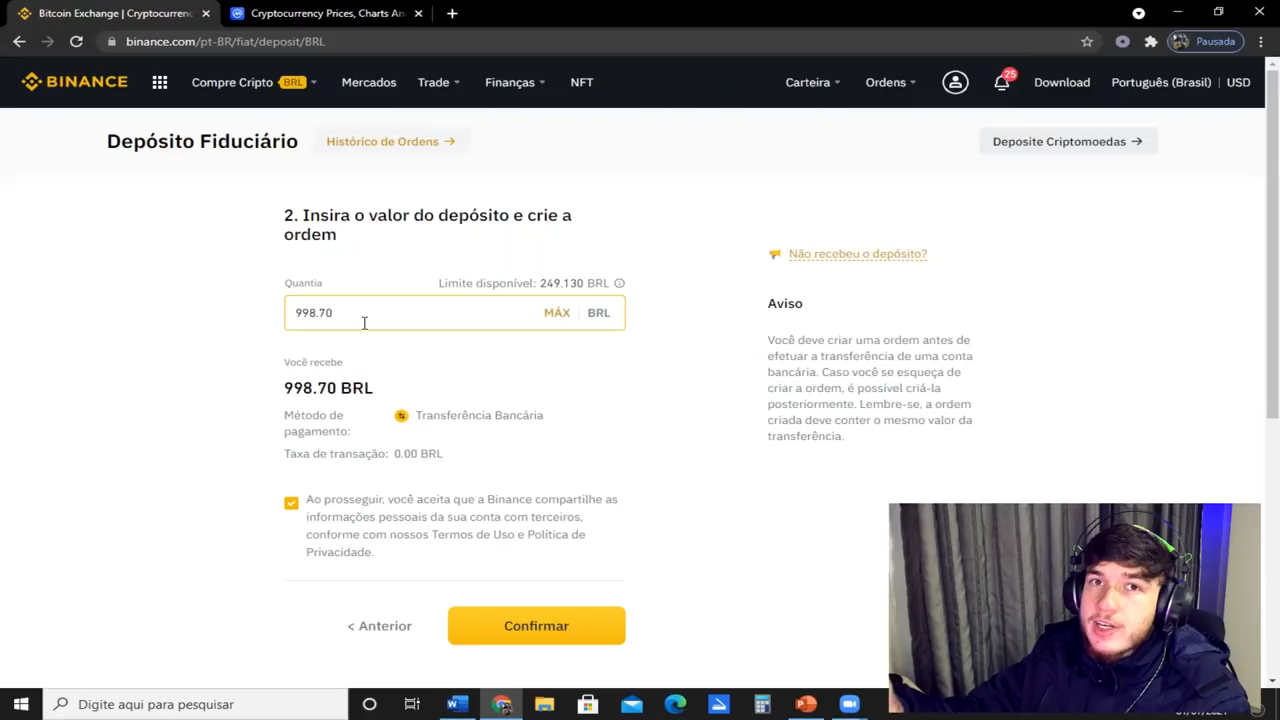 Bitcoin Exchange | Cryptocurrenc
Cryptocurrency Prices, Charts An
binance.com/pt-BR/fiat/deposit/BRL
Pausada
BINANCE
Compre Cripto BRL
Mercados
Trade
Finanças
NFT
Carteira
Ordens
25
Download
Português (Brasil) | USD
Depósito Fiduciário
Histórico de Ordens
Deposite Criptomoedas
2. Insira o valor do depósito e crie a
ordem
Quantia
Limite disponível: 249.130 BRL
998.70
MÁX | BRL
Você recebe
998.70 BRL
Método de
pagamento:
Transferência Bancária
Taxa de transação: 0.00 BRL
Ao prosseguir, você aceita que a Binance compartilhe as
informações pessoais da sua conta com terceiros,
conforme com nossos Termos de Uso e Política de
Privacidade.
< Anterior
Confirmar
Não recebeu o depósito?
Aviso
Você deve criar uma ordem antes de
efetuar a transferência de uma conta
bancária. Caso você se esqueça de
criar a ordem, é possível criá-la
posteriormente. Lembre-se, a ordem
criada deve conter o mesmo valor da
transferência.
Digite aqui para pesquisar